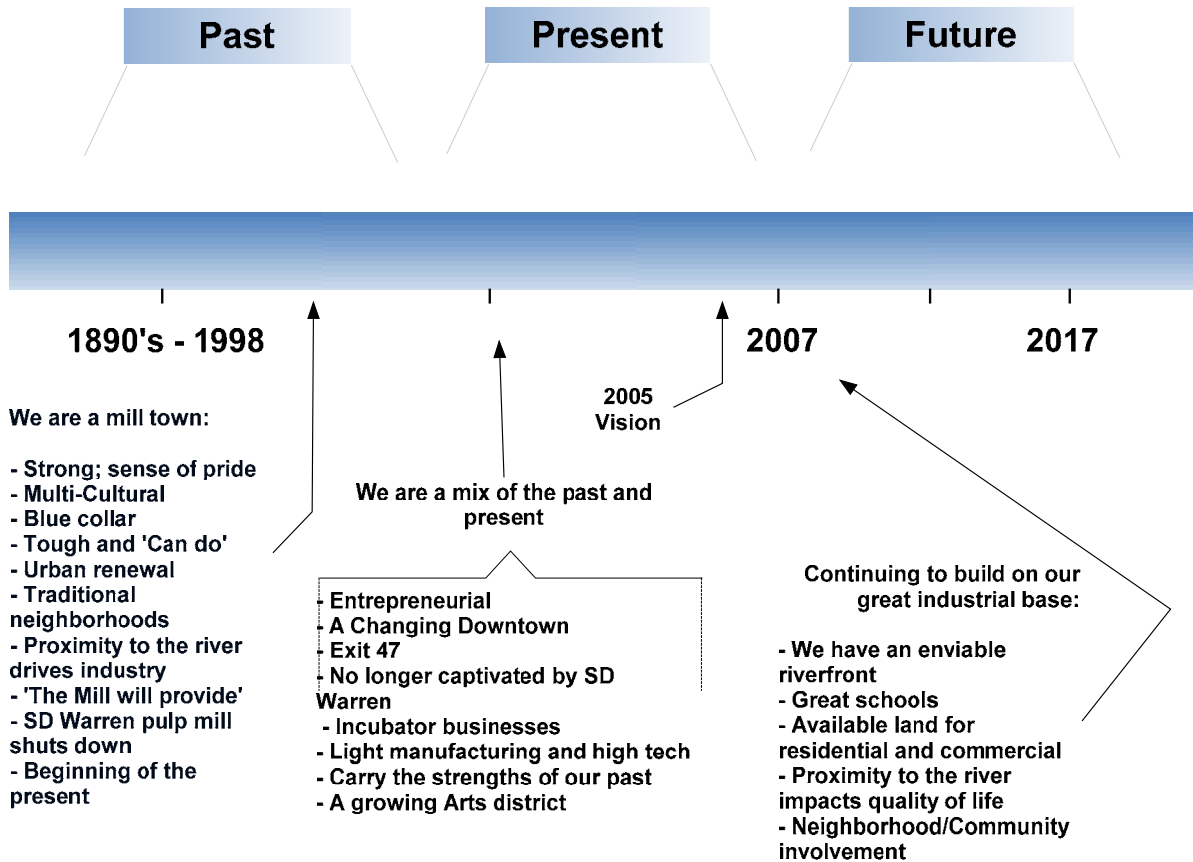 Past
Present
Future
1890's - 1998
2007
2017
2005
Vision
We are a mill town:
- Strong; sense of pride
- Multi-Cultural
- Blue collar
- Tough and 'Can do'
- Urban renewal
- Traditional
neighborhoods
- Proximity to the river
drives industry
- 'The Mill will provide'
- SD Warren pulp mill
shuts down
- Beginning of the
present
We are a mix of the past and
present
- Entrepreneurial
- A Changing Downtown
- Exit 47
- No longer captivated by SD
Warren
- Incubator businesses
- Light manufacturing and high tech
- Carry the strengths of our past
- A growing Arts district
Continuing to build on our
great industrial base:
- We have an enviable
riverfront
- Great schools
- Available land for
residential and commercial
- Proximity to the river
impacts quality of life
- Neighborhood/Community
involvement